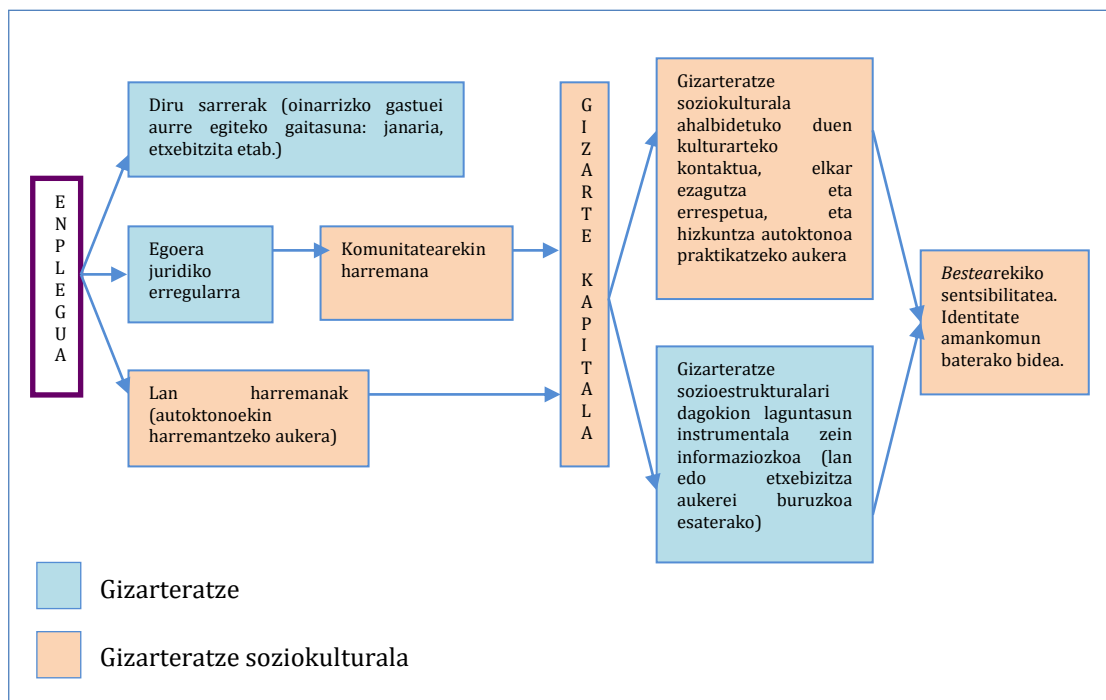 Diru sarrerak (oinarrizko gastuei
aurre egiteko gaitasuna: janaria,
etxebitzita etab.)
ENPLEGUA
Egoera
juridiko
erregularra
Komunitatearekin
harremana
Lan harremanak
(autoktonoekin
harremantzeko aukera)
GIZARTE KAPITALA
Gizarteratze
soziokulturala
ahalbidetuko duen
kulturarteko
kontaktua, elkar
ezagutza eta
errespetua, eta
hizkuntza autoktonoa
praktikatzeko aukera
Gizarteratze
sozioestrukturalari
dagokion laguntasun
instrumentala zein
informaziozkoa (lan
edo etxebizitza
aukerei buruzkoa
esaterako)
Bestearekiko
sentsibilitatea.
Identitate
amankomun
baterako bidea.
Gizarteratze
Gizarteratze soziokulturala